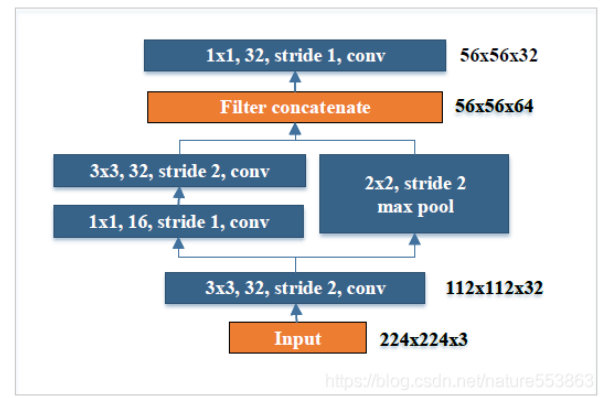 1x1, 32, stride 1, conv 56x56x32
Filter concatenate 56x56x64
3x3, 32, stride 2, conv
2x2, stride 2
max pool
1x1, 16, stride 1, conv
3x3, 32, stride 2, conv 112x112x32
Input 224x224x3
https://blog.csdn.net/nature553863